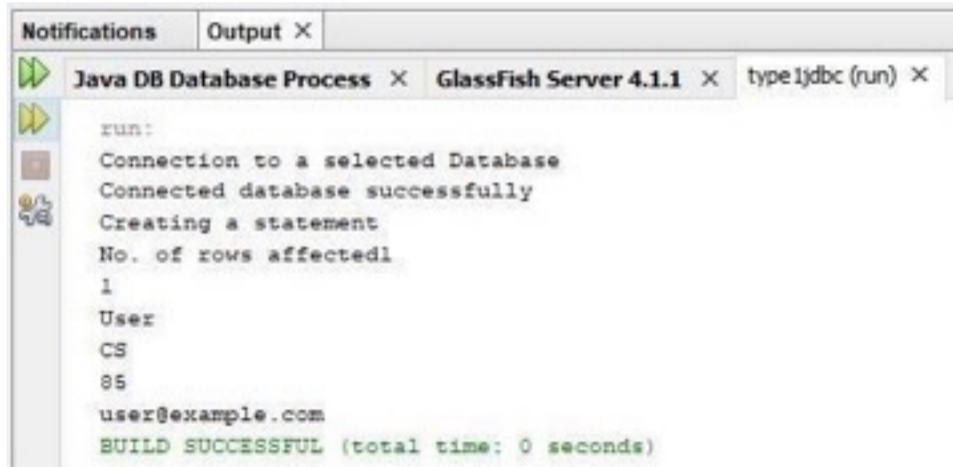 Notifications Output ×
Java DB Database Process × GlassFish Server 4.1.1 × type1jdbc (run) ×
run:
Connection to a selected Database
Connected database successfully
Creating a statement
No. of rows affected1
1
User
CS
85
user@example.com
BUILD SUCCESSFUL (total time: 0 seconds)